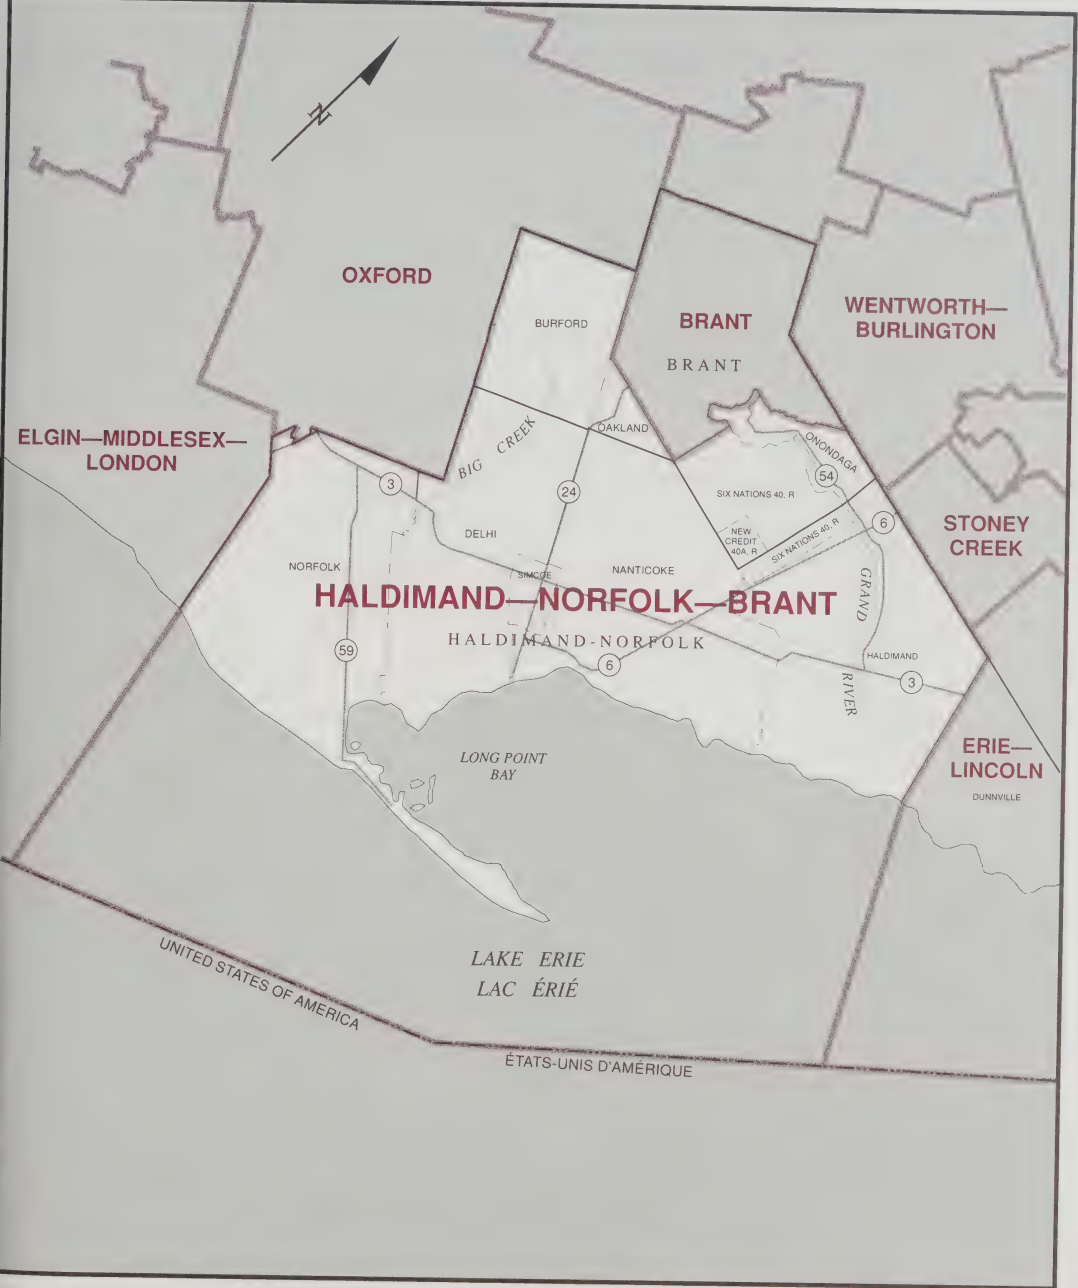 N
OXFORD
BURFORD
BRANT
BRANT
WENTWORTH—
BURLINGTON
ELGIN—MIDDLESEX—
LONDON
BIG CREEK
OAKLAND
ONONDAGA
3
24
54
SIX NATIONS 40. R
6
NEW
CREDIT
40A. R
SIX NATIONS 40. R
STONEY
CREEK
DELHI
NORFOLK
SIMCOE
NANTICOKE
HALDIMAND—NORFOLK—BRANT
HALDIMAND-NORFOLK
GRAND
RIVER
59
6
HALDIMAND
3
LONG POINT
BAY
ERIE—
LINCOLN
DUNNVILLE
LAKE ERIE
LAC ÉRIÉ
UNITED STATES OF AMERICA
ÉTATS-UNIS D'AMÉRIQUE